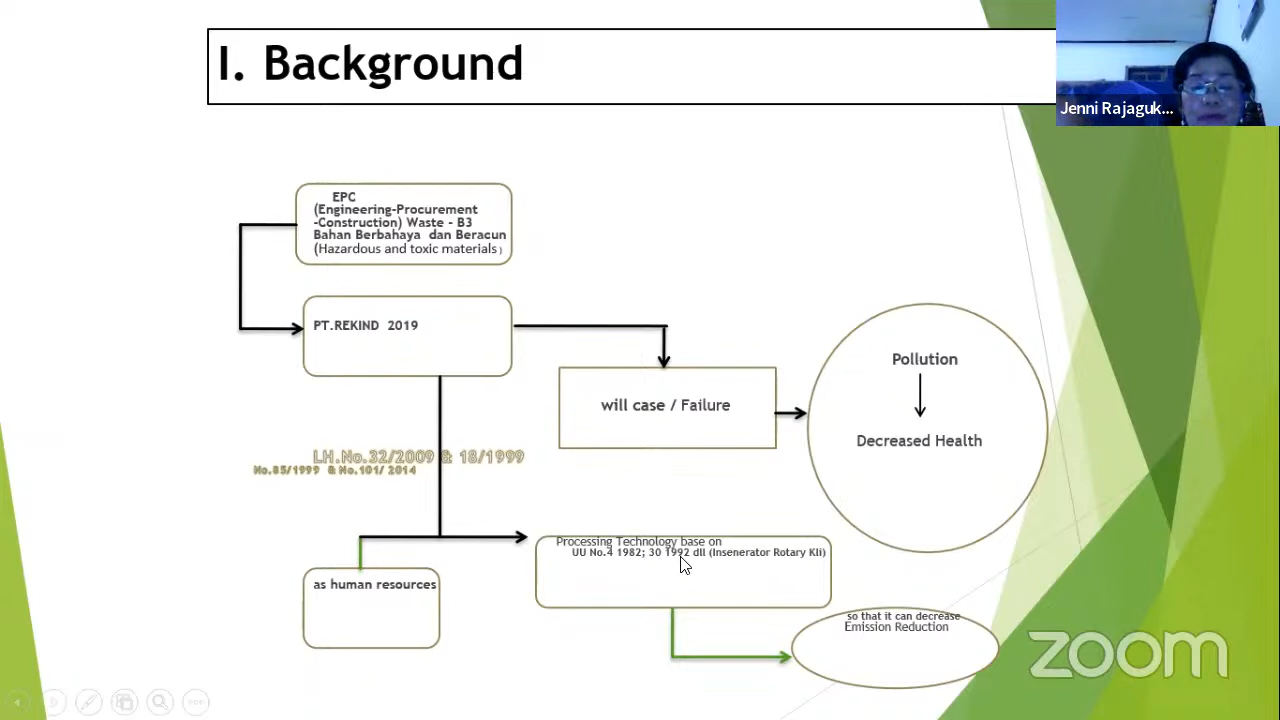 I. Background
Jenni Rajaguk...
EPC
(Engineering-Procurement
-Construction) Waste - B3
Bahan Berbahaya dan Beracun
(Hazardous and toxic materials)
PT.REKIND 2019
will case / Failure
Pollution
Decreased Health
LH.No.32/2009 & 18/1999
No.85/1999 & No.101/ 2014
Processing Technology base on
UU No.4 1982; 30 1992 dll (Insenerator Rotary Kli)
as human resources
so that it can decrease
Emission Reduction
zoom